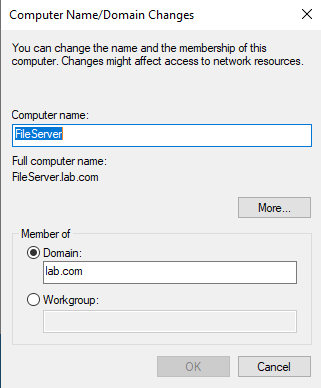 Computer Name/Domain Changes
You can change the name and the membership of this
computer. Changes might affect access to network resources.
Computer name:
FileServer
Full computer name:
FileServer.lab.com
More...
Member of
Domain:
lab.com
Workgroup:
OK
Cancel